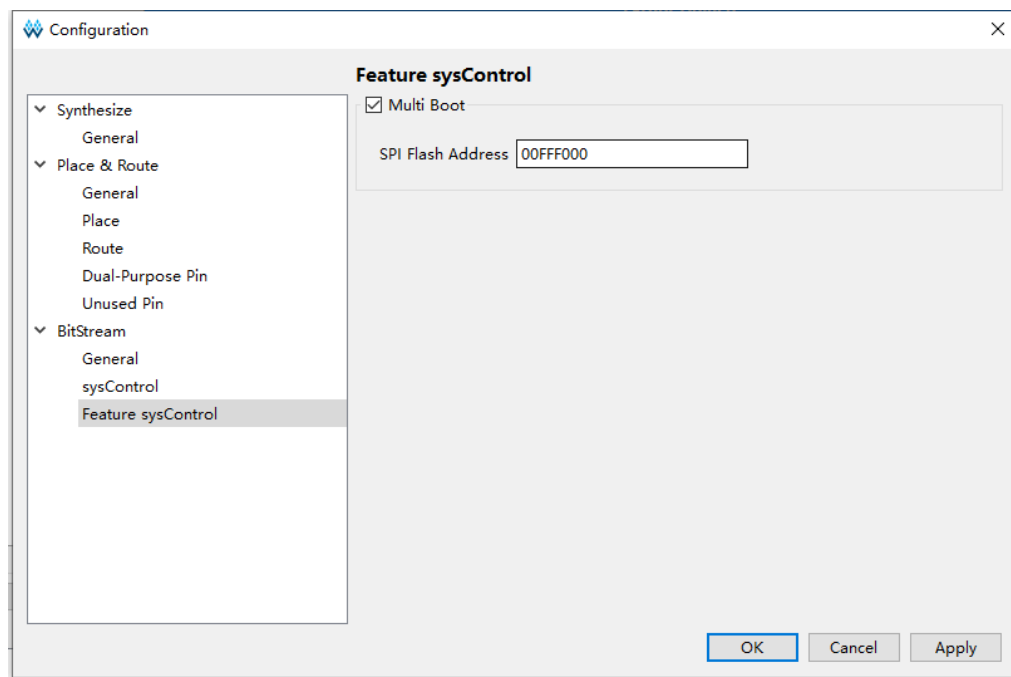 Configuration
Feature sysControl
Synthesize
General
Place & Route
General
Place
Route
Dual-Purpose Pin
Unused Pin
BitStream
General
sysControl
Feature sysControl
Multi Boot
SPI Flash Address 00FFF000
OK Cancel Apply